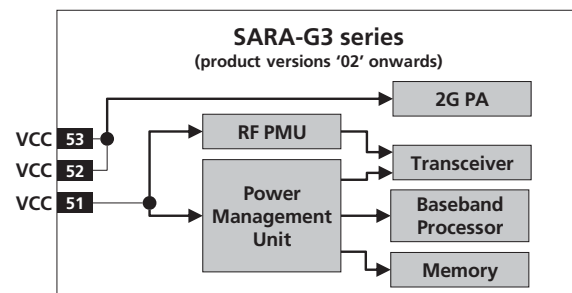 SARA-G3 series
(product versions ‘02’ onwards)
2G PA
VCC 53
RF PMU
VCC 52
Transceiver
VCC 51
Power
Management
Unit
Baseband
Processor
Memory